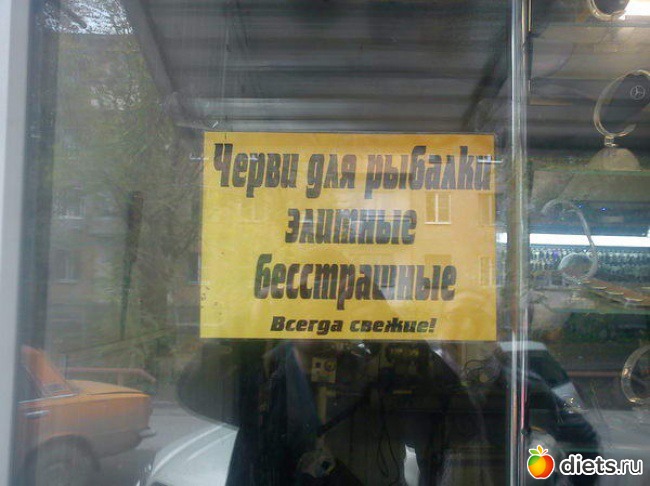 Черви для рыбалки
элитные
бесстрашные
Всегда свежие!
diets.ru